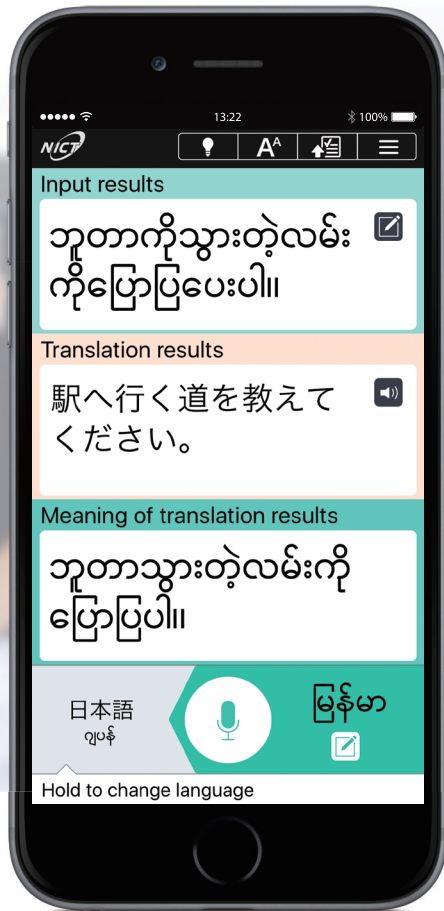 13:22
100%
NICT
AA
Input results
ဘူတာကိုသွားတဲ့လမ်း
ကိုပြောပြပေးပါ။
Translation results
駅へ行く道を教えて
ください。
Meaning of translation results
ဘူတာသွားတဲ့လမ်းကို
ပြောပြပါ။
日本語
ဂျပန်
မြန်မာ
Hold to change language